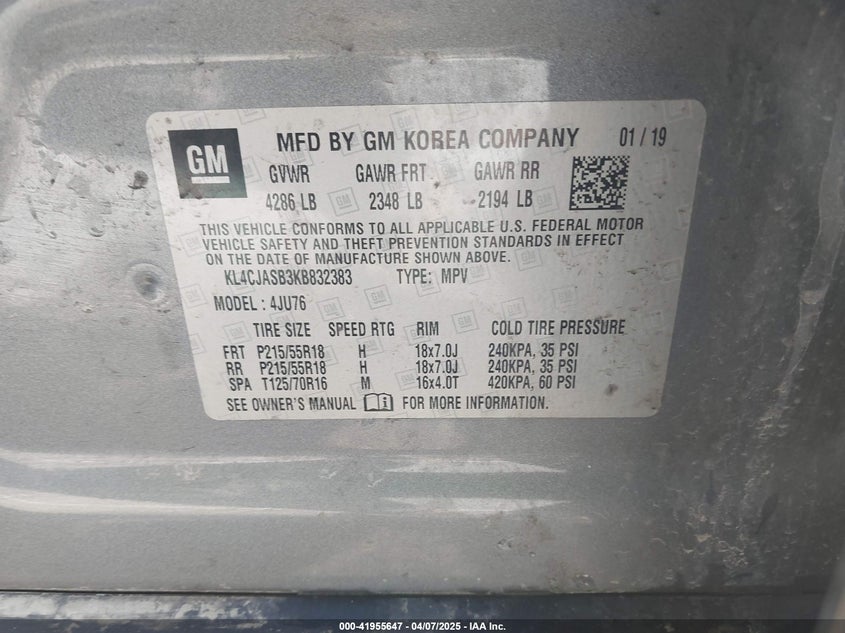 GM
MFD BY GM KOREA COMPANY 01 / 19
GVWR GAWR FRT GAWR RR
4286 LB 2348 LB 2194 LB
THIS VEHICLE CONFORMS TO ALL APPLICABLE U.S. FEDERAL MOTOR
VEHICLE SAFETY AND THEFT PREVENTION STANDARDS IN EFFECT
ON THE DATE OF MANUFACTURE SHOWN ABOVE.
KL4CJASB3KB832383 TYPE: MPV
MODEL : 4JU76
TIRE SIZE SPEED RTG RIM COLD TIRE PRESSURE
FRT P215/55R18 H 18x7.0J 240KPA, 35 PSI
RR P215/55R18 H 18x7.0J 240KPA, 35 PSI
SPA T125/70R16 M 16x4.0T 420KPA, 60 PSI
SEE OWNER'S MANUAL FOR MORE INFORMATION.
000-41955647 - 04/07/2025 - IAA Inc.